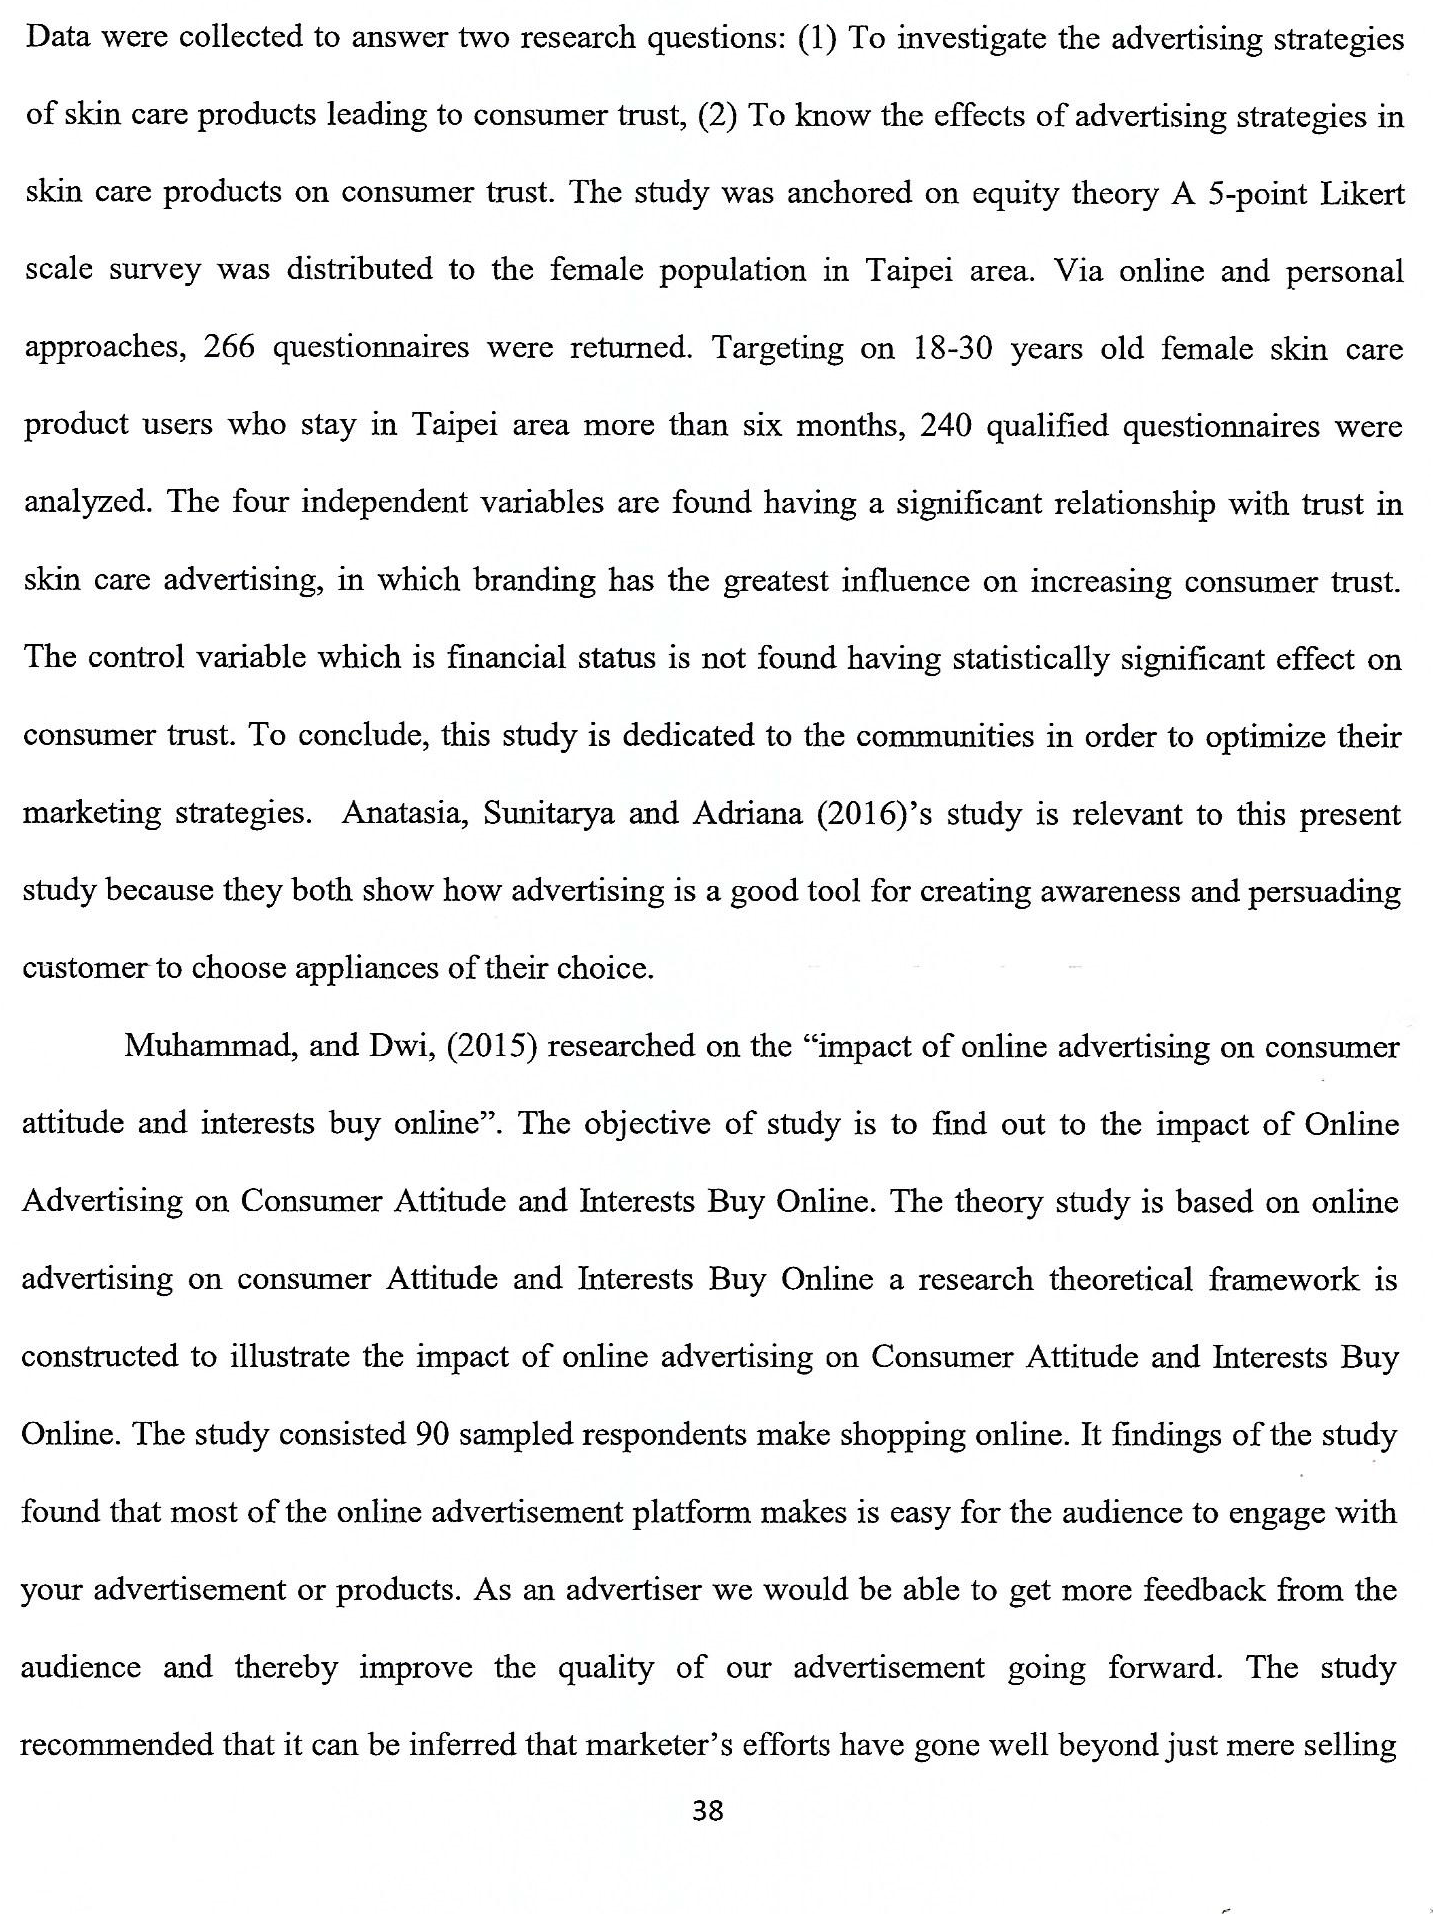 Data were collected to answer two research questions: (1) To investigate the advertising strategies
of skin care products leading to consumer trust, (2) To know the effects of advertising strategies in
skin care products on consumer trust. The study was anchored on equity theory A 5-point Likert
scale survey was distributed to the female population in Taipei area. Via online and personal
approaches, 266 questionnaires were returned. Targeting on 18-30 years old female skin care
product users who stay in Taipei area more than six months, 240 qualified questionnaires were
analyzed. The four independent variables are found having a significant relationship with trust in
skin care advertising, in which branding has the greatest influence on increasing consumer trust.
The control variable which is financial status is not found having statistically significant effect on
consumer trust. To conclude, this study is dedicated to the communities in order to optimize their
marketing strategies. Anatasia, Sunitarya and Adriana (2016)’s study is relevant to this present
study because they both show how advertising is a good tool for creating awareness and persuading
customer to choose appliances of their choice.
Muhammad, and Dwi, (2015) researched on the “impact of online advertising on consumer
attitude and interests buy online”. The objective of study is to find out to the impact of Online
Advertising on Consumer Attitude and Interests Buy Online. The theory study is based on online
advertising on consumer Attitude and Interests Buy Online a research theoretical framework is
constructed to illustrate the impact of online advertising on Consumer Attitude and Interests Buy
Online. The study consisted 90 sampled respondents make shopping online. It findings of the study
found that most of the online advertisement platform makes is easy for the audience to engage with
your advertisement or products. As an advertiser we would be able to get more feedback from the
audience and thereby improve the quality of our advertisement going forward. The study
recommended that it can be inferred that marketer’s efforts have gone well beyond just mere selling
38